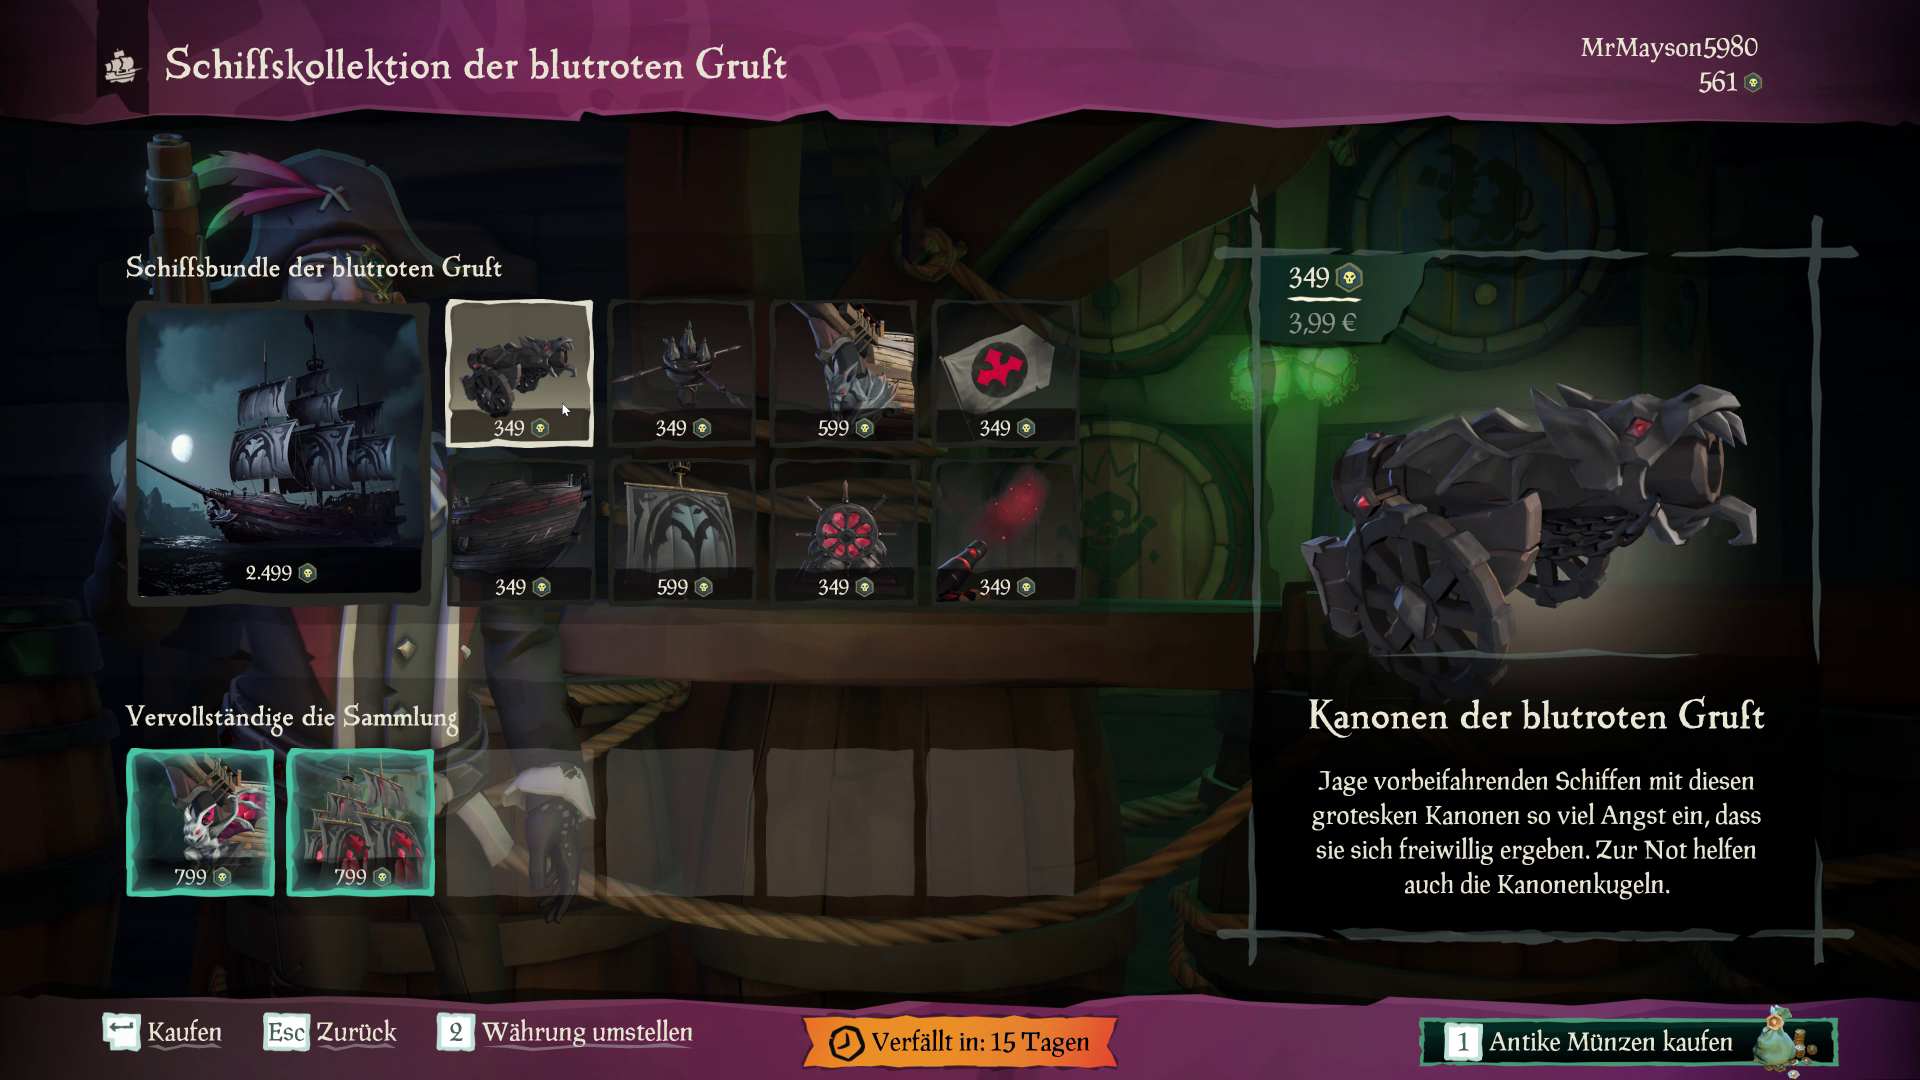 Schiffskollektion der blutroten Gruft
MrMayson5980
561
Schiffsbundle der blutroten Gruft
2.499
349
349
599
349
349
599
349
349
349
3,99 €
Kanonen der blutroten Gruft
Jage vorbeifahrenden Schiffen mit diesen
grotesken Kanonen so viel Angst ein, dass
sie sich freiwillig ergeben. Zur Not helfen
auch die Kanonenkugeln.
Vervollständige die Sammlung
799
799
Kaufen
Esc Zurück
2 Währung umstellen
Verfällt in: 15 Tagen
1 Antike Münzen kaufen